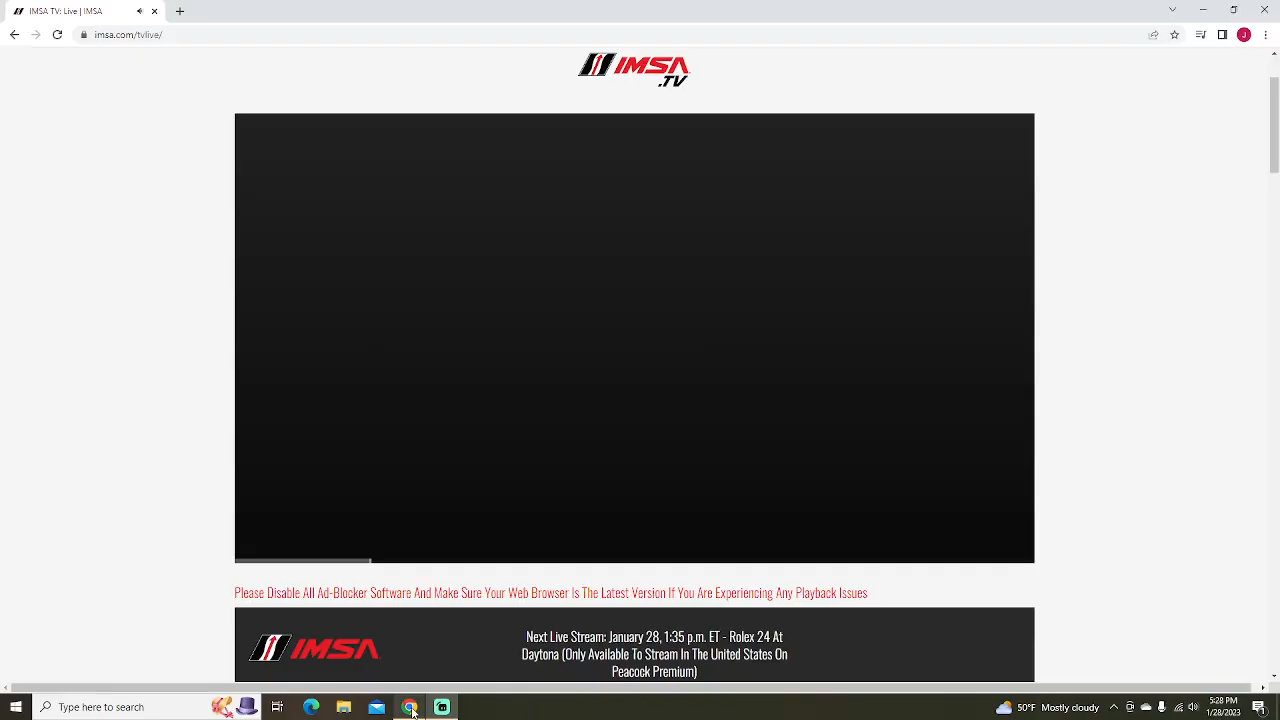 IMSA TV: Live | IMSA
imsa.com/tvlive/
J
IMSA
.TV
Please Disable All Ad-Blocker Software And Make Sure Your Web Browser Is The Latest Version If You Are Experiencing Any Playback Issues
IMSA
Next Live Stream: January 28, 1:35 p.m. ET - Rolex 24 At
Daytona (Only Available To Stream In The United States On
Peacock Premium)
Type here to search
80°F Mostly cloudy
5:28 PM
1/28/2023